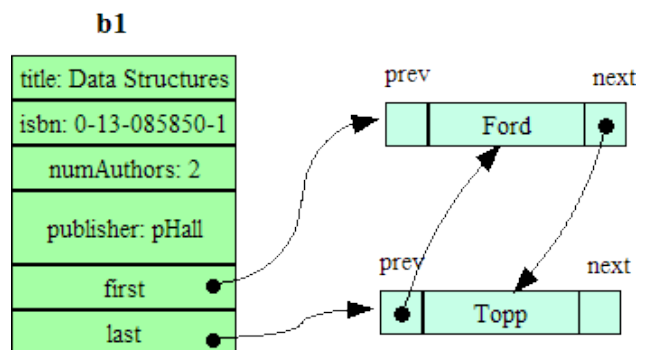 b1
title: Data Structures
isbn: 0-13-085850-1
numAuthors: 2
publisher: pHall
first
last
prev
next
Ford
prev
next
Topp